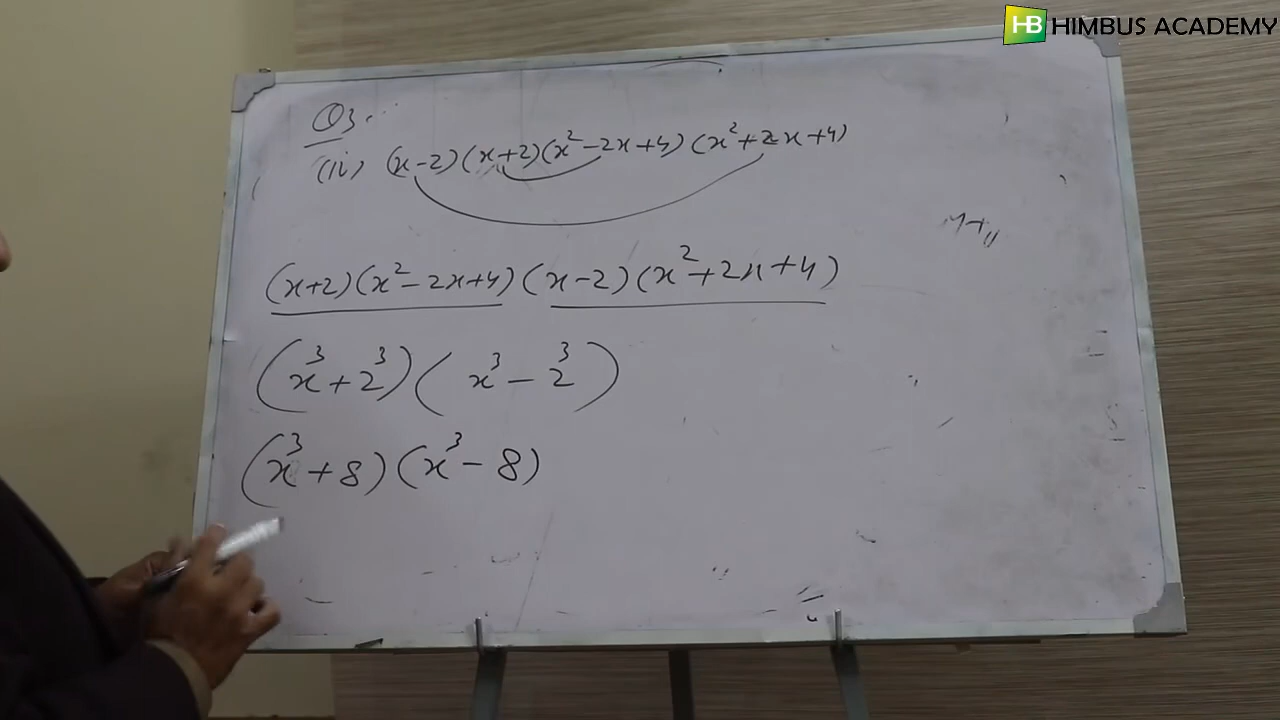 HB HIMBUS ACADEMY
Q3.
(iv) (x-2)(x+2)(x²-2x+4)(x²+2x+4)
(x+2)(x²-2x+4)(x-2)(x²+2x+4)
(x³+2³)(x³-2³)
(x³+8)(x³-8)